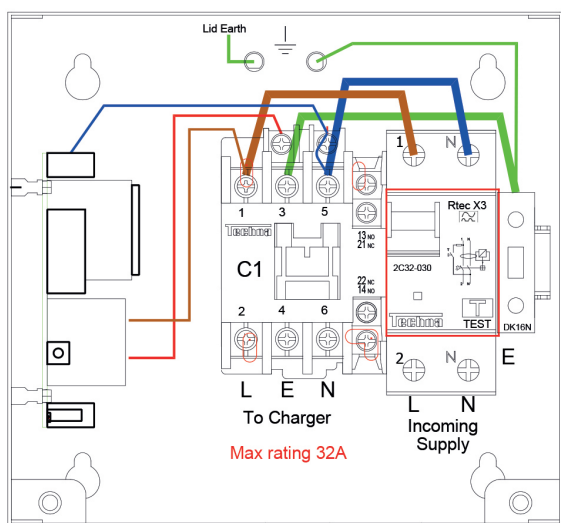 Lid Earth
1 N
Rtec X3
1 3 5
Techna
13 NO
21 NC
C1
2C32-030
22 NC
14 NO
2 4 6
Techna
TEST
DK16N
2 N
E
L E N
L N
To Charger
Incoming
Supply
Max rating 32A